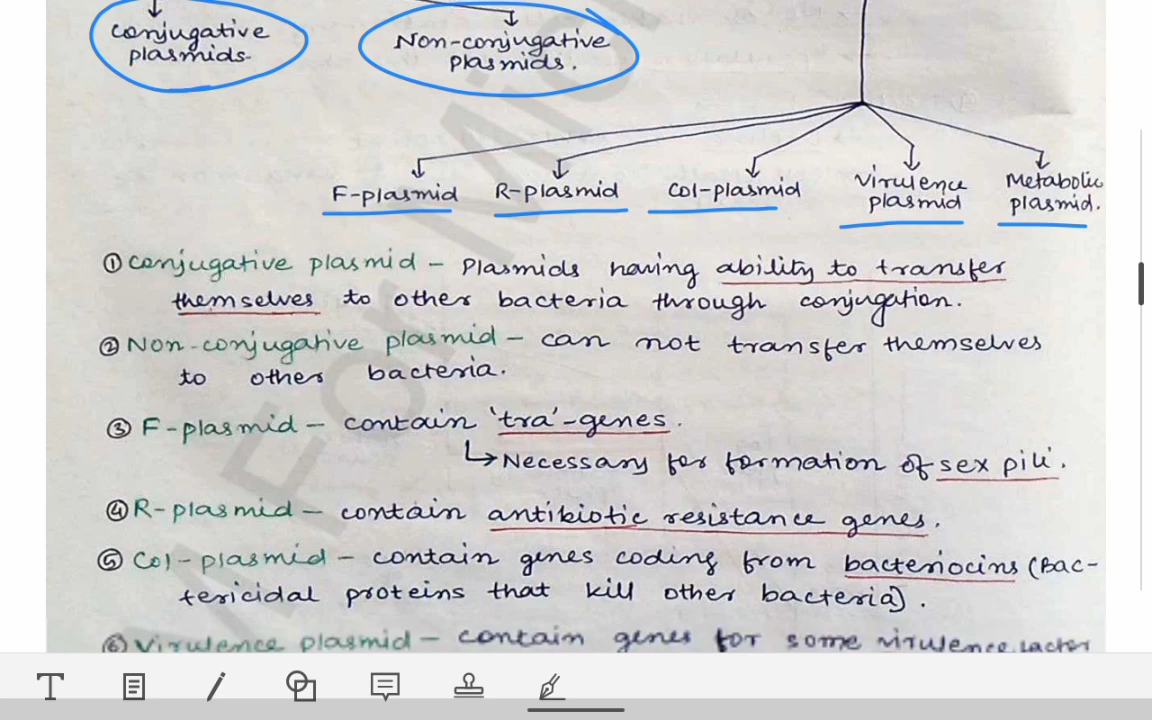 Conjugative
plasmids.
Non-conjugative
plasmids.
F-plasmid
R-plasmid
Col-plasmid
Virulence
plasmid
Metabolic
plasmid.
① Conjugative plasmid - Plasmids having ability to transfer
themselves to other bacteria through conjugation.
② Non-conjugative plasmid - can not transfer themselves
to other bacteria.
③ F-plasmid - contain 'tra'-genes.
↳ Necessary for formation of sex pili.
④ R-plasmid - contain antibiotic resistance genes.
⑤ Col-plasmid - contain genes coding from bacteriocins (Bac-
tericidal proteins that kill other bacteria).
⑥ Virulence plasmid - contain genes for some virulence factor
For Micro
T